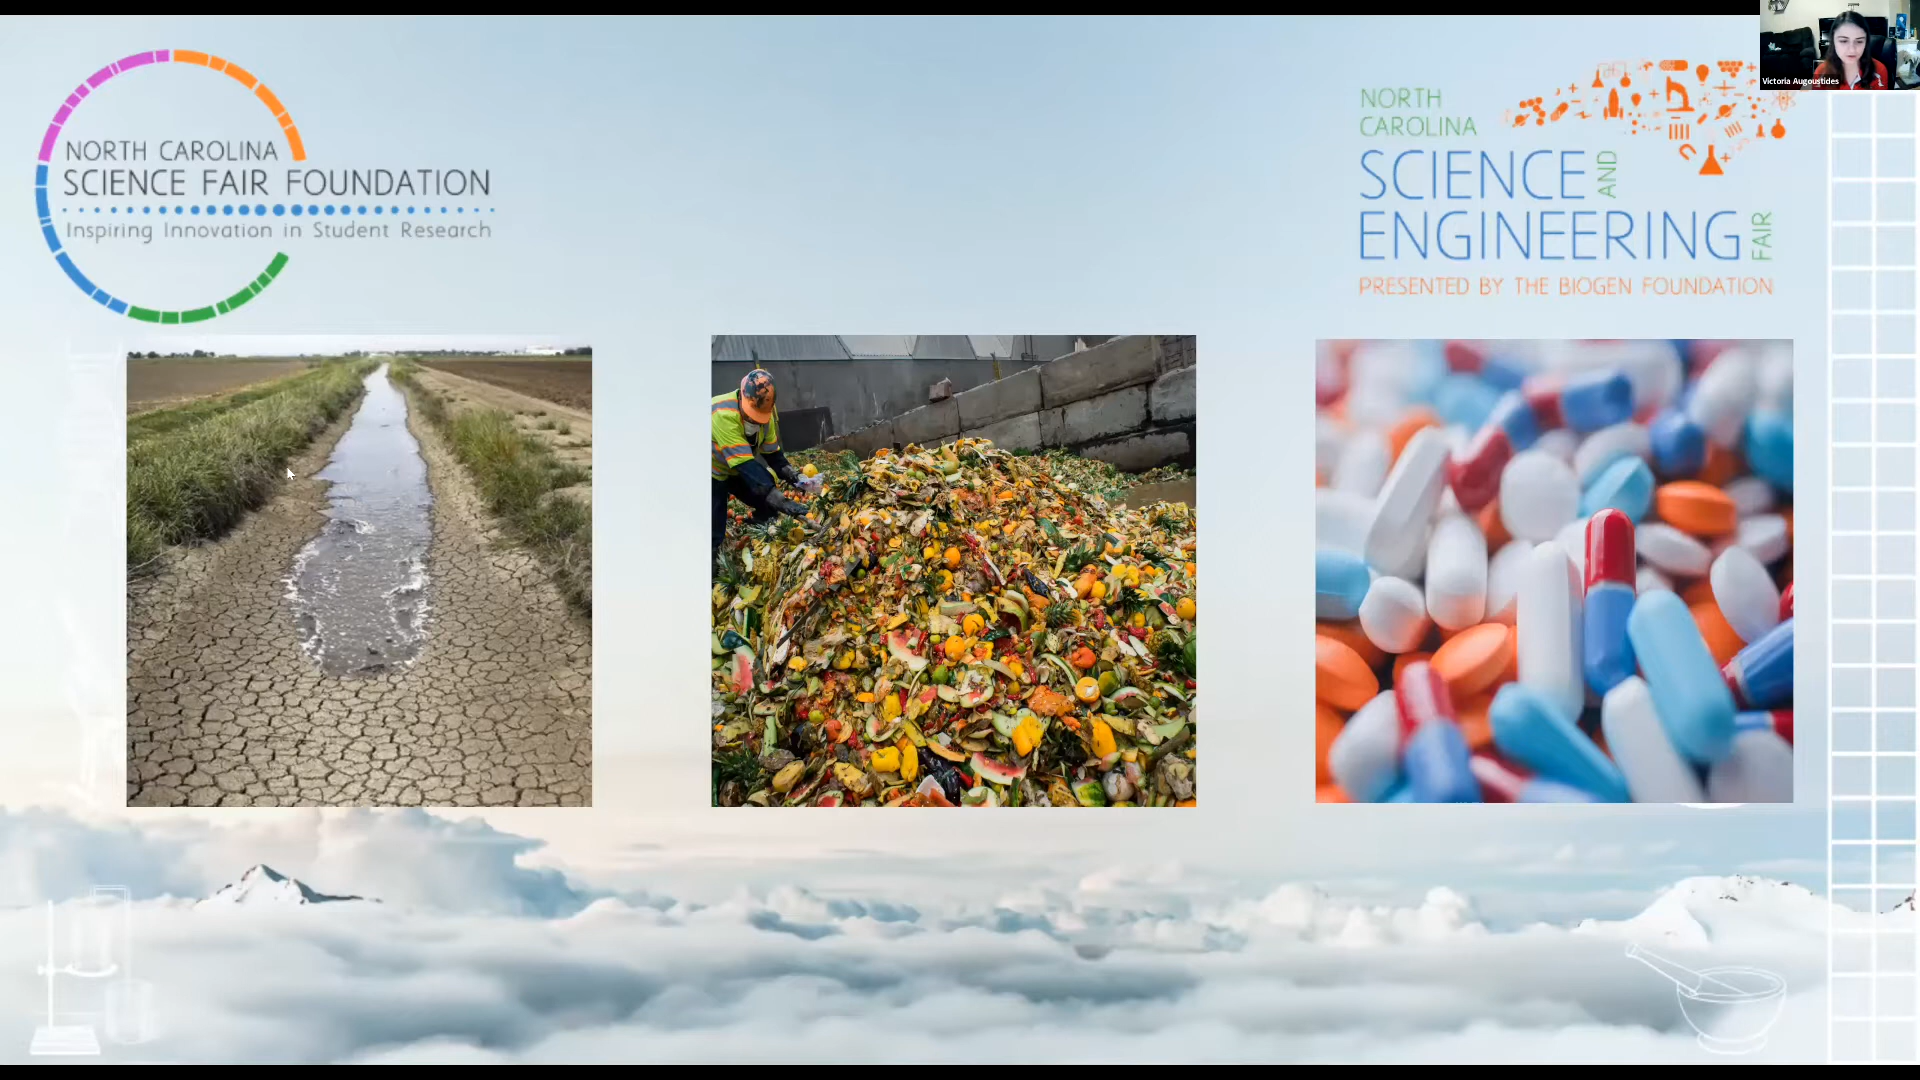 NORTH CAROLINA
SCIENCE FAIR FOUNDATION
Inspiring Innovation in Student Research
NORTH
CAROLINA
SCIENCE AND
ENGINEERING FAIR
PRESENTED BY THE BIOGEN FOUNDATION
Victoria Augoustides